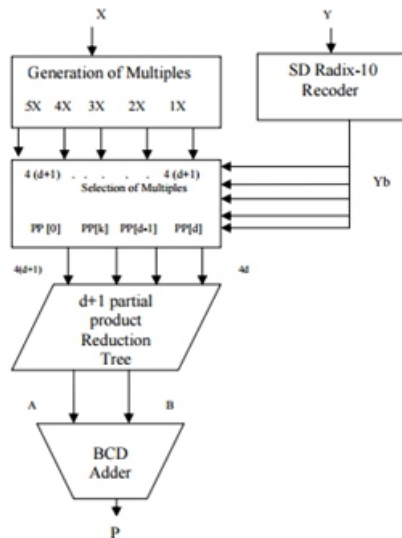 X
Y
Generation of Multiples
5X 4X 3X 2X 1X
SD Radix-10
Recoder
4 (d+1) . . . . . 4 (d+1)
Selection of Multiples
Yb
PP [0] PP[k] PP[d-1] PP[d]
4(d+1)
4d
d+1 partial
product
Reduction
Tree
A
B
BCD
Adder
P